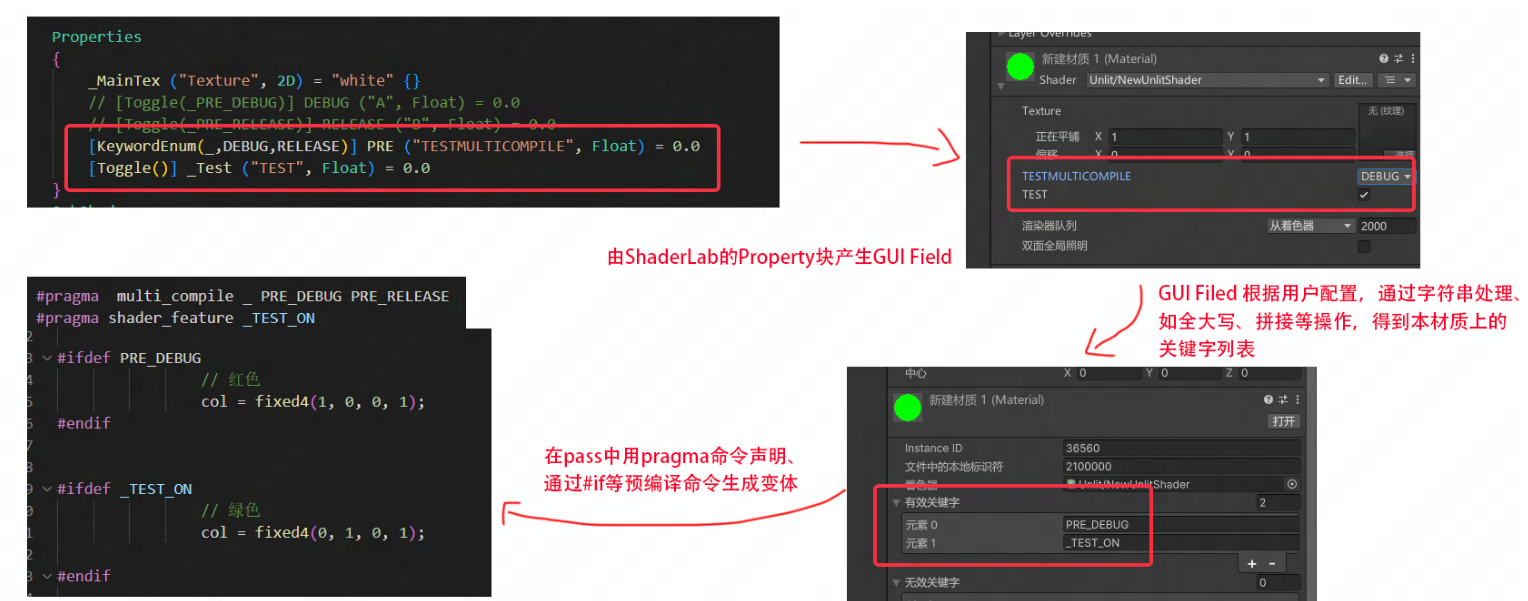 Properties
{
_MainTex ("Texture", 2D) = "white" {}
// [Toggle(_PRE_DEBUG)] DEBUG ("A", Float) = 0.0
// [Toggle(_PRE_RELEASE)] RELEASE ("B", Float) = 0.0
[KeywordEnum(_,DEBUG,RELEASE)] PRE ("TESTMULTICOMPILE", Float) = 0.0
[Toggle()] _Test ("TEST", Float) = 0.0
}
Layer Overrides
新建材质 1 (Material)
Shader Unlit/NewUnlitShader Edit...
Texture 无 (纹理)
正在平铺 X 1 Y 1
偏移 X 0 Y 0 选择
TESTMULTICOMPILE DEBUG
TEST
渲染器队列 从着色器 2000
双面全局照明
由ShaderLab的Property块产生GUI Field
GUI Filed 根据用户配置，通过字符串处理、
如全大写、拼接等操作，得到本材质上的
关键字列表
中心 X 0 Y 0 Z 0
新建材质 1 (Material)
打开
Instance ID 36560
文件中的本地标识符 2100000
着色器 Unlit/NewUnlitShader
有效关键字 2
元素 0 PRE_DEBUG
元素 1 _TEST_ON
+ -
无效关键字 0
在pass中用pragma命令声明、
通过#if等预编译命令生成变体
#pragma multi_compile _ PRE_DEBUG PRE_RELEASE
#pragma shader_feature _TEST_ON
#ifdef PRE_DEBUG
// 红色
col = fixed4(1, 0, 0, 1);
#endif
#ifdef _TEST_ON
// 绿色
col = fixed4(0, 1, 0, 1);
#endif